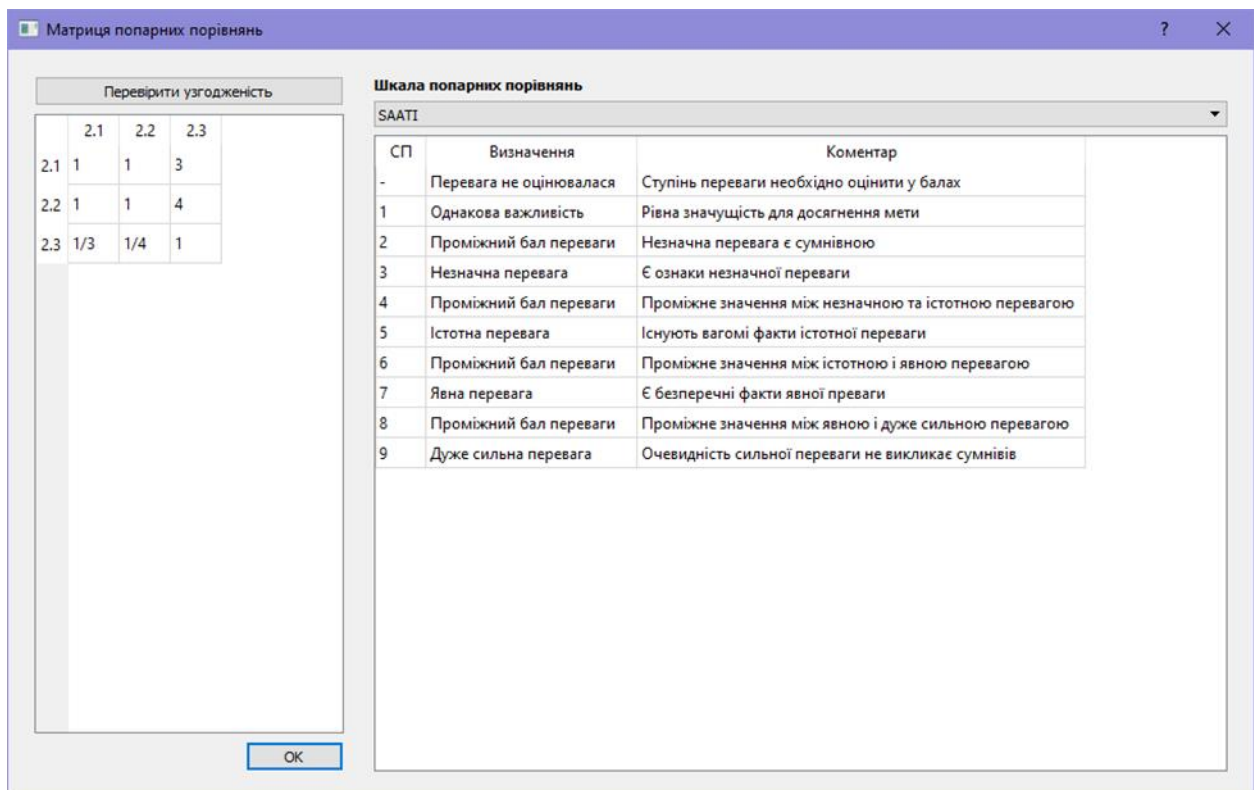 Матриця попарних порівнянь
Перевірити узгодженість
2.1 2.2 2.3
2.1 1 1 3
2.2 1 1 4
2.3 1/3 1/4 1
OK
Шкала попарних порівнянь
SAATI
СП Визначення Коментар
- Перевага не оцінювалася Ступінь переваги необхідно оцінити у балах
1 Однакова важливість Рівна значущість для досягнення мети
2 Проміжний бал переваги Незначна перевага є сумнівною
3 Незначна перевага Є ознаки незначної переваги
4 Проміжний бал переваги Проміжне значення між незначною та істотною перевагою
5 Істотна перевага Існують вагомі факти істотної переваги
6 Проміжний бал переваги Проміжне значення між істотною і явною перевагою
7 Явна перевага Є безперечні факти явної преваги
8 Проміжний бал переваги Проміжне значення між явною і дуже сильною перевагою
9 Дуже сильна перевага Очевидність сильної переваги не викликає сумнівів